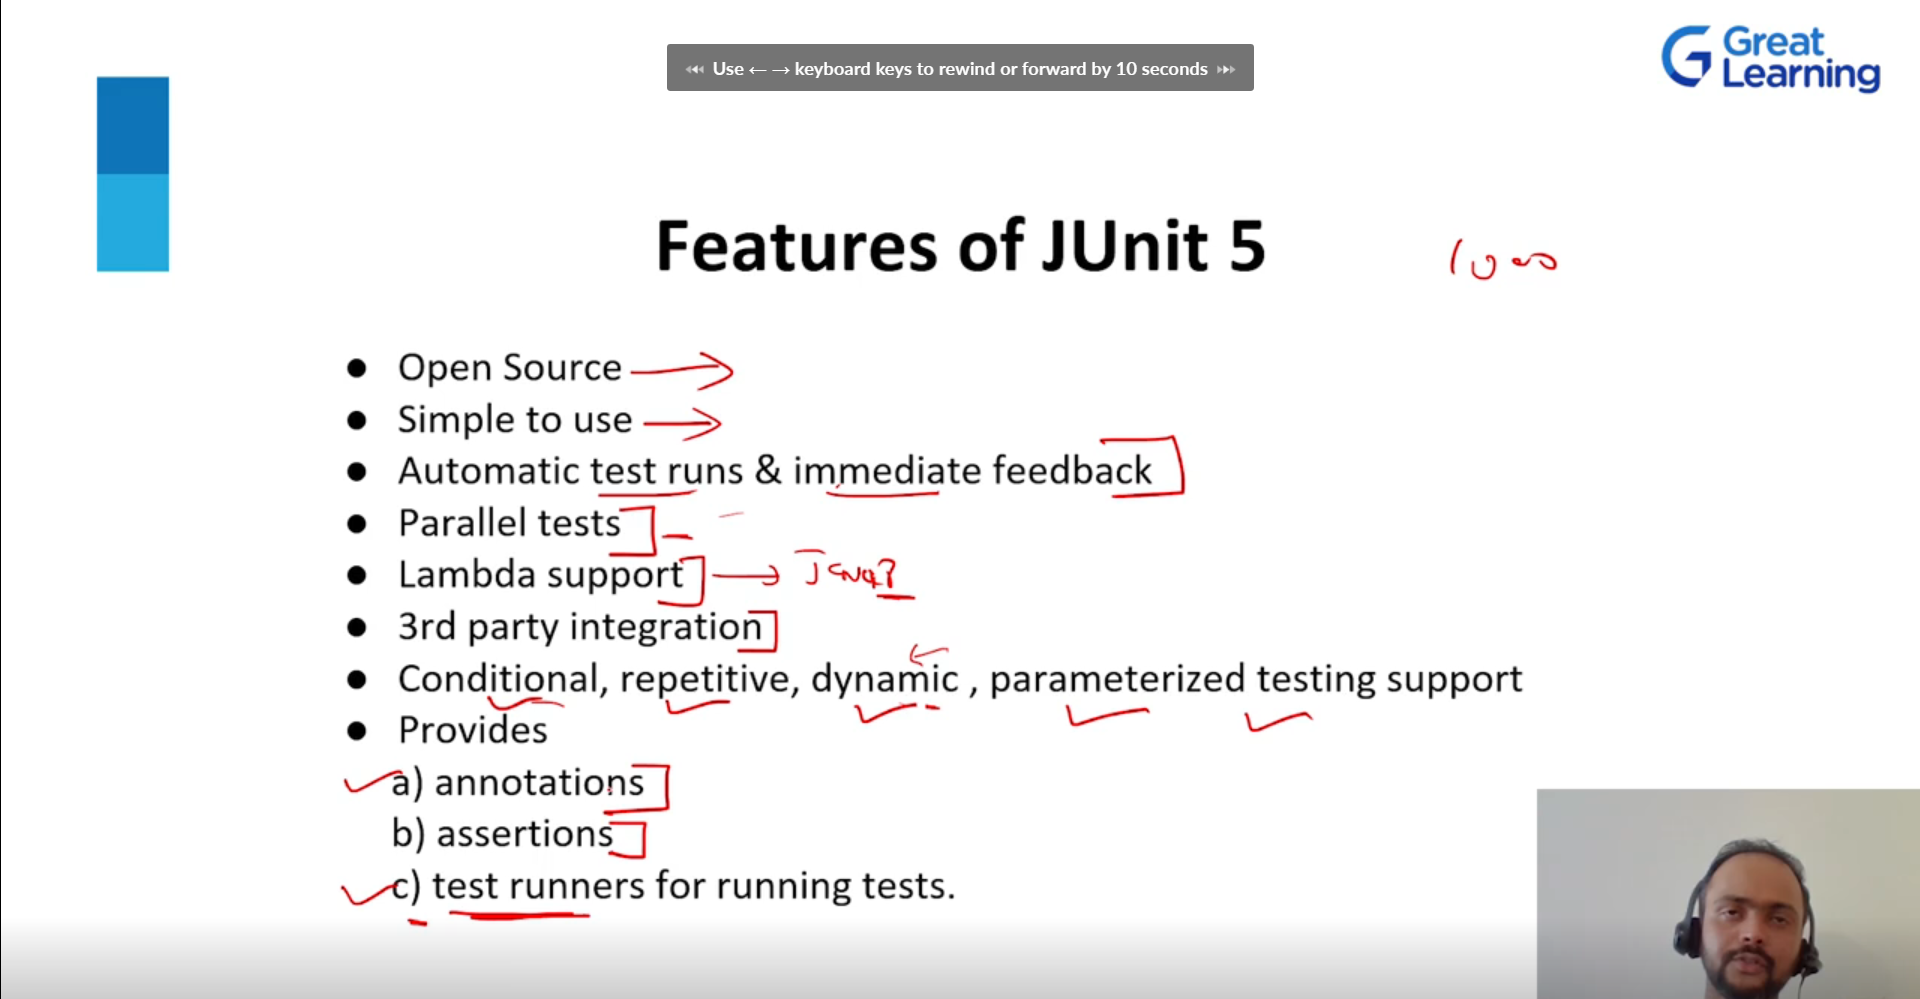 Great
Learning
Use ← → keyboard keys to rewind or forward by 10 seconds
Features of JUnit 5
1000
● Open Source
● Simple to use
● Automatic test runs & immediate feedback
● Parallel tests
● Lambda support
● 3rd party integration
● Conditional, repetitive, dynamic , parameterized testing support
● Provides
a) annotations
b) assertions
c) test runners for running tests.